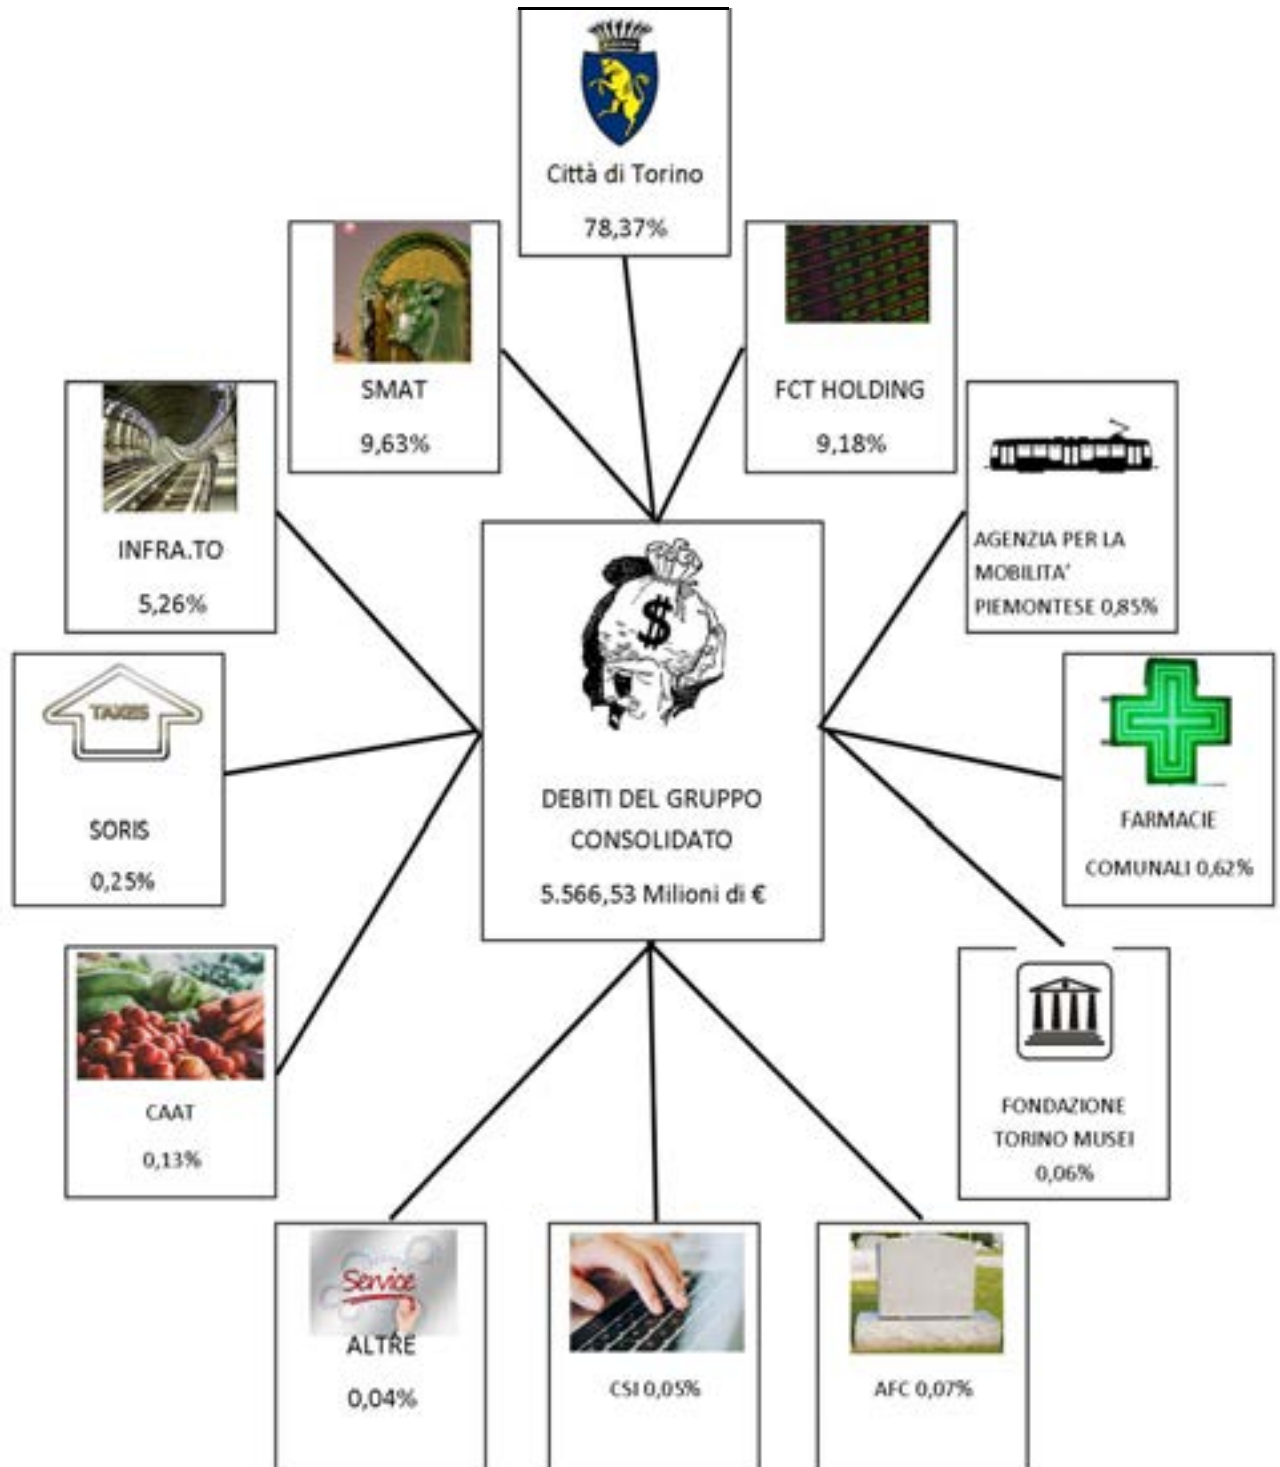 Città di Torino
78,37%
SMAT
9,63%
FCT HOLDING
9,18%
INFRA.TO
5,26%
AGENZIA PER LA
MOBILITA'
PIEMONTESE 0,85%
$
DEBITI DEL GRUPPO
CONSOLIDATO
5.566,53 Milioni di €
TAXES
SORIS
0,25%
FARMACIE
COMUNALI 0,62%
CAAT
0,13%
FONDAZIONE
TORINO MUSEI
0,06%
Service
ALTRE
0,04%
CSI 0,05%
AFC 0,07%